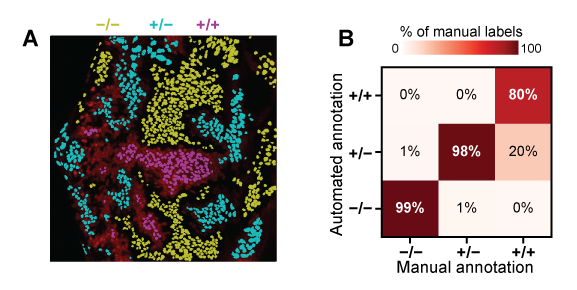 −/− +/− +/+
A
B
% of manual labels
0 100
Automated annotation
+/+ 0% 0% 80%
+/− 1% 98% 20%
−/− 99% 1% 0%
−/− +/− +/+
Manual annotation